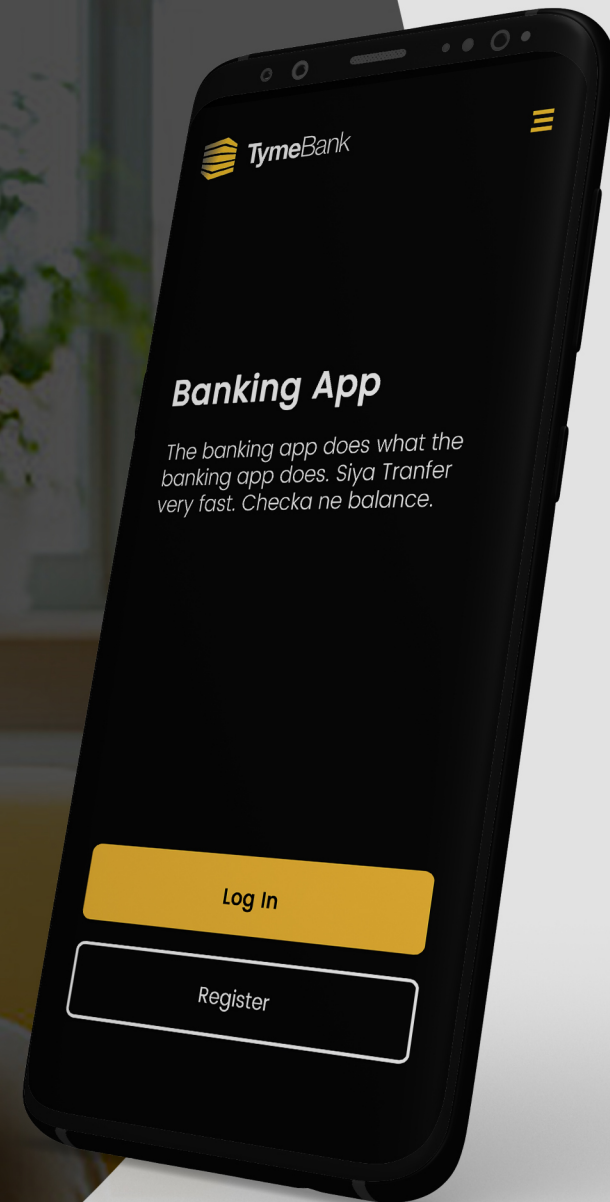 TymeBank
Banking App
The banking app does what the
banking app does. Siya Tranfer
very fast. Checka ne balance.
Log In
Register